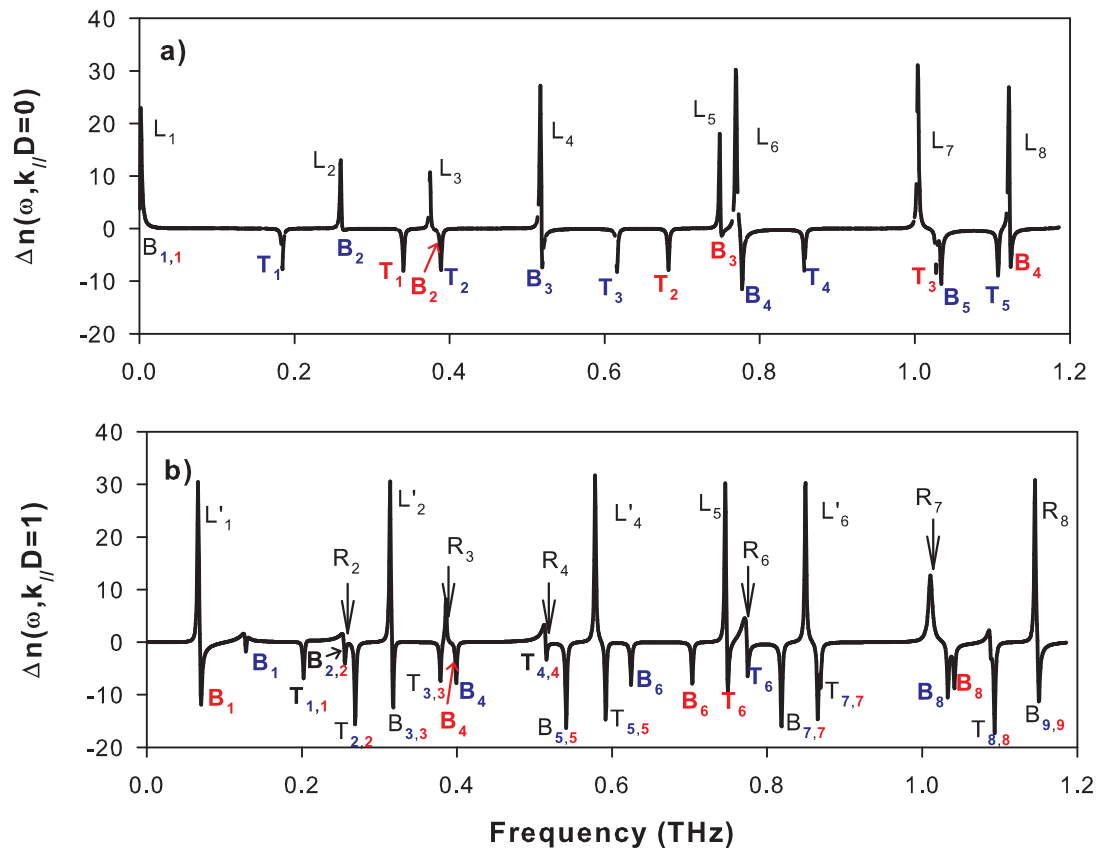 a)
Δn(ω,k//D=0)
40
30
20
10
0
-10
-20
L1
L2
L3
L4
L5
L6
L7
L8
B1,1
T1
B2
T1
B2
T2
B3
T3
T2
B3
B4
T4
T3
B5
T5
B4
0.0 0.2 0.4 0.6 0.8 1.0 1.2
b)
Δn(ω,k//D=1)
40
30
20
10
0
-10
-20
L'1
L'2
R2
R3
R4
L'4
L5
R6
L'6
R7
R8
B1
B1
T1,1
B2,2
T2,2
B3,3
T3,3
B4
B4
T4,4
B5,5
T5,5
B6
B6
T6
T6
B7,7
T7,7
B8
B8
T8,8
B9,9
0.0 0.2 0.4 0.6 0.8 1.0 1.2
Frequency (THz)